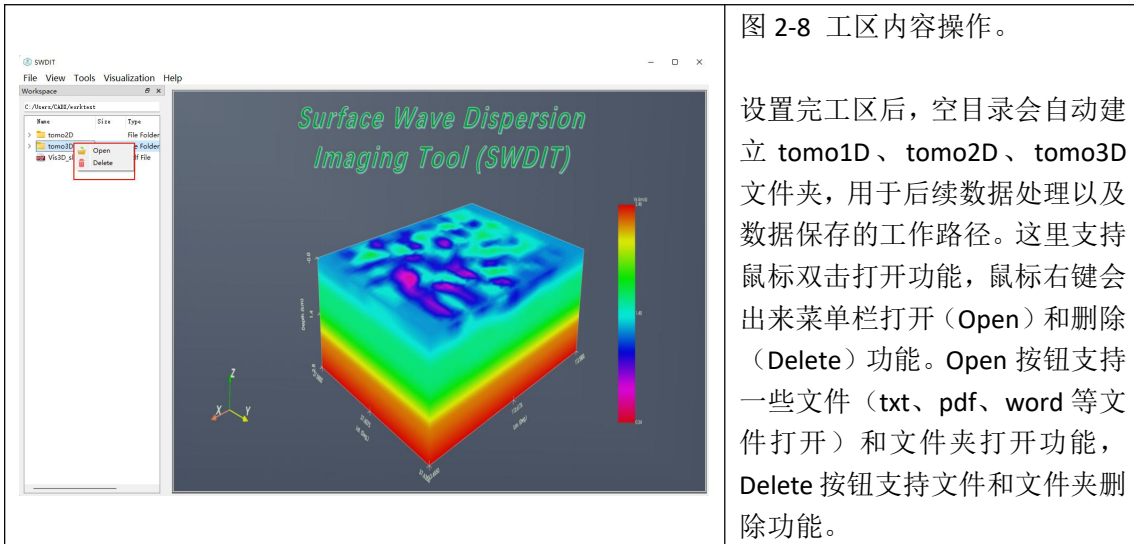 SWDIT
File View Tools Visualization Help
Workspace
C:/Users/CADX/worktest
Name Size Type
tomo2D File Folder
tomo3D Folder
Open
Vis3D_s df File
Delete
Surface Wave Dispersion
Imaging Tool (SWDIT)
Z
X
Y
图 2-8 工区内容操作。
设置完工区后，空目录会自动建
立 tomo1D、tomo2D、tomo3D
文件夹，用于后续数据处理以及
数据保存的工作路径。这里支持
鼠标双击打开功能，鼠标右键会
出来菜单栏打开（Open）和删除
（Delete）功能。Open 按钮支持
一些文件（txt、pdf、word 等文
件打开）和文件夹打开功能，
Delete 按钮支持文件和文件夹删
除功能。